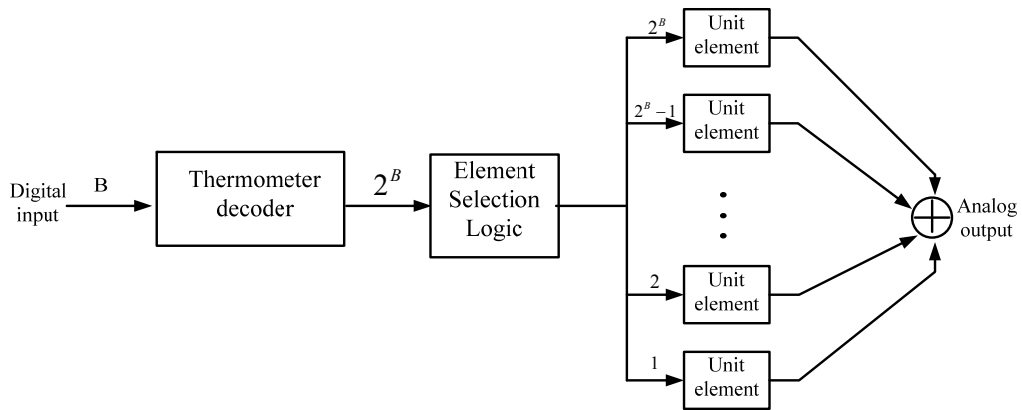 Digital
input
B
Thermometer
decoder
2^B
Element
Selection
Logic
2^B
Unit
element
2^B − 1
Unit
element
2
Unit
element
1
Unit
element
Analog
output